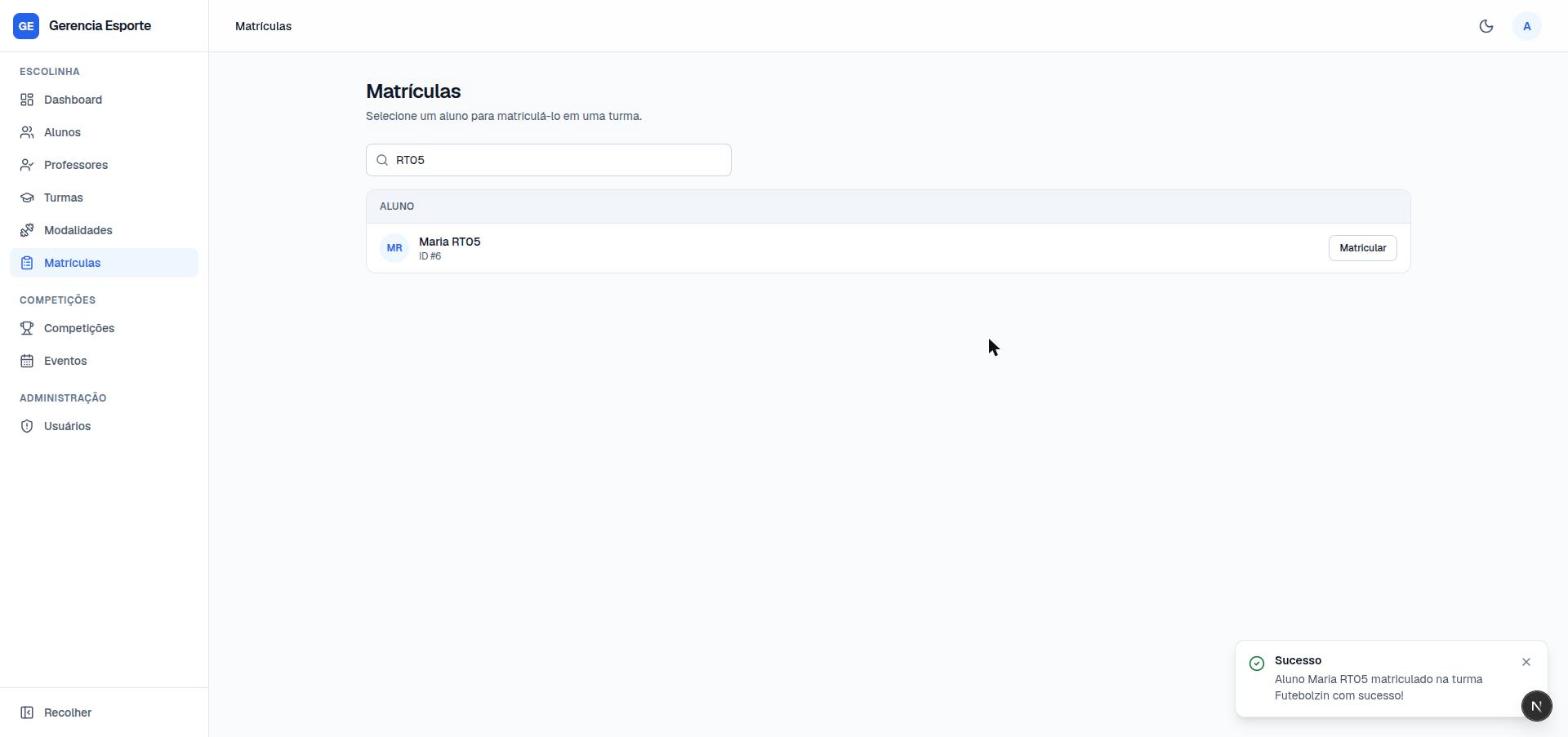 GE Gerencia Esporte
Matrículas
A
ESCOLINHA
Dashboard
Alunos
Professores
Turmas
Modalidades
Matrículas
COMPETIÇÕES
Competições
Eventos
ADMINISTRAÇÃO
Usuários
Recolher
Matrículas
Selecione um aluno para matriculá-lo em uma turma.
RT05
ALUNO
MR
Maria RT05
ID #6
Matricular
Sucesso
Aluno Maria RT05 matriculado na turma
Futebolzin com sucesso!
N